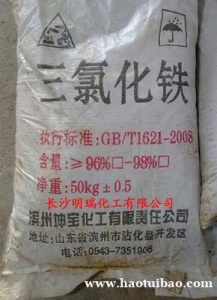 三氯化铁
执行标准:GB/T1621-2008
长沙明瑞化工有限公司
含量:≥96%□-98%□
净重:50kg±0.5
滨州坤宝化工有限责任公司
地址:山东省滨州市沾化县开发区
电话:0543-7351908
www.haotuibao.com